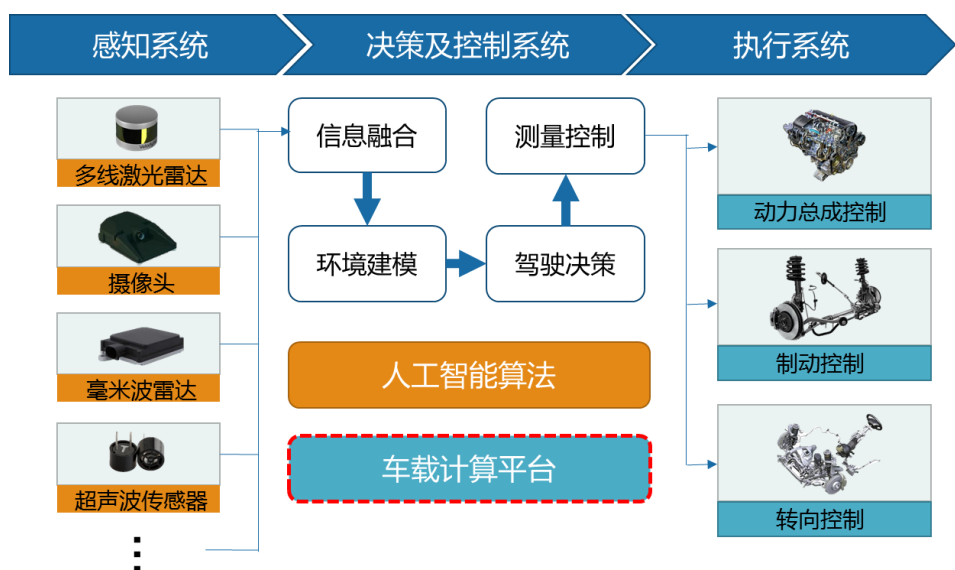 感知系统
决策及控制系统
执行系统
多线激光雷达
摄像头
毫米波雷达
超声波传感器
信息融合
测量控制
环境建模
驾驶决策
人工智能算法
车载计算平台
动力总成控制
制动控制
转向控制